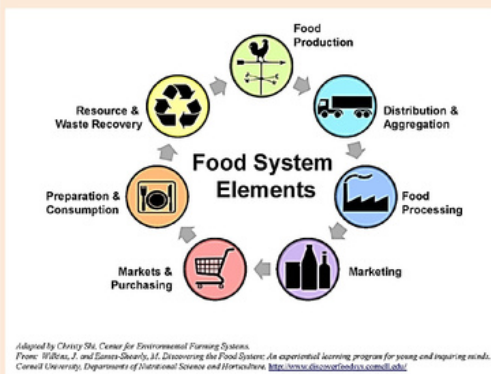 Food
Production
Distribution &
Aggregation
Food
Processing
Marketing
Markets &
Purchasing
Preparation &
Consumption
Resource &
Waste Recovery
Food System
Elements
Adapted by Christy Shi, Center for Environmental Farming Systems.
From: Wilkins, J. and Eames-Sheavly, M. Discovering the Food System: An experiential learning program for young and inquiring minds.
Cornell University, Departments of Nutritional Science and Horticulture. http://www.discoverfoodsys.cornell.edu/